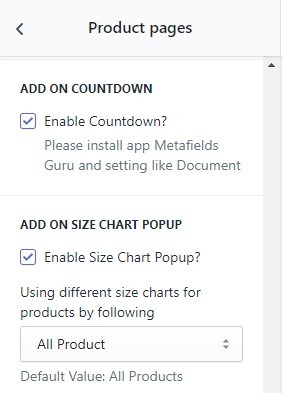 Product pages
ADD ON COUNTDOWN
Enable Countdown?
Please install app Metafields
Guru and setting like Document
ADD ON SIZE CHART POPUP
Enable Size Chart Popup?
Using different size charts for
products by following
All Product
Default Value: All Products